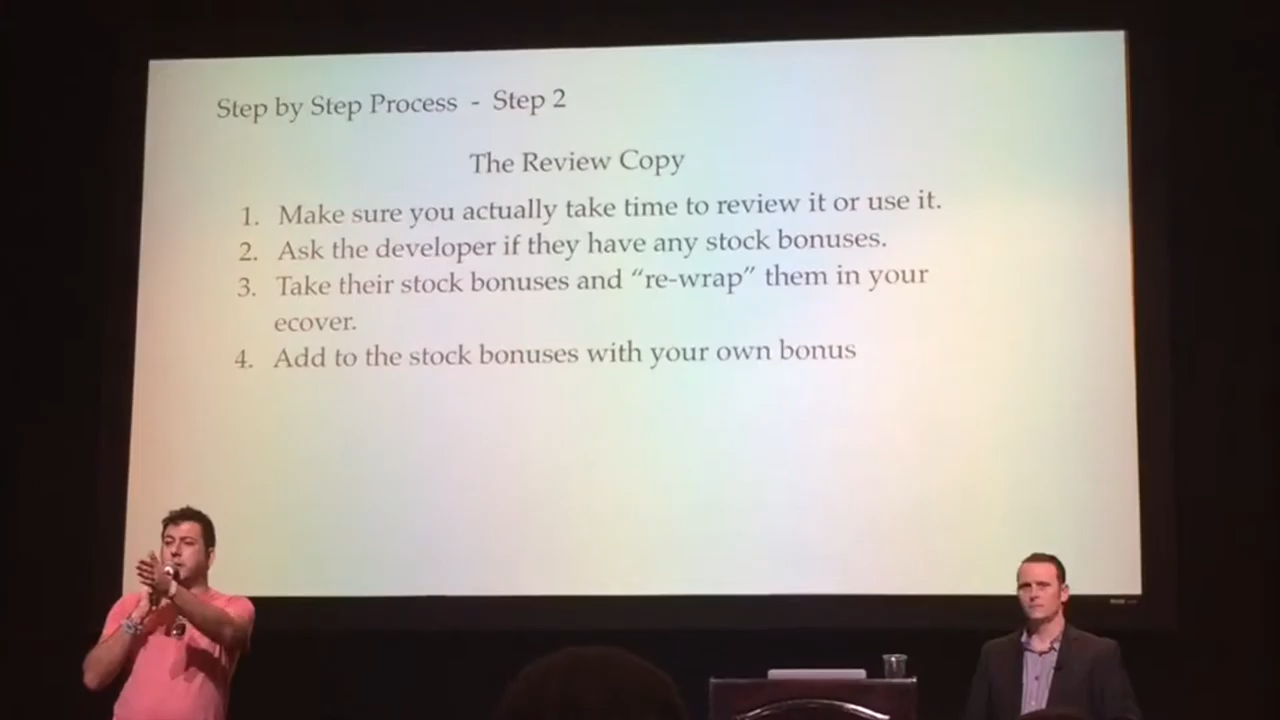 Step by Step Process - Step 2
The Review Copy
1. Make sure you actually take time to review it or use it.
2. Ask the developer if they have any stock bonuses.
3. Take their stock bonuses and “re-wrap” them in your
ecover.
4. Add to the stock bonuses with your own bonus